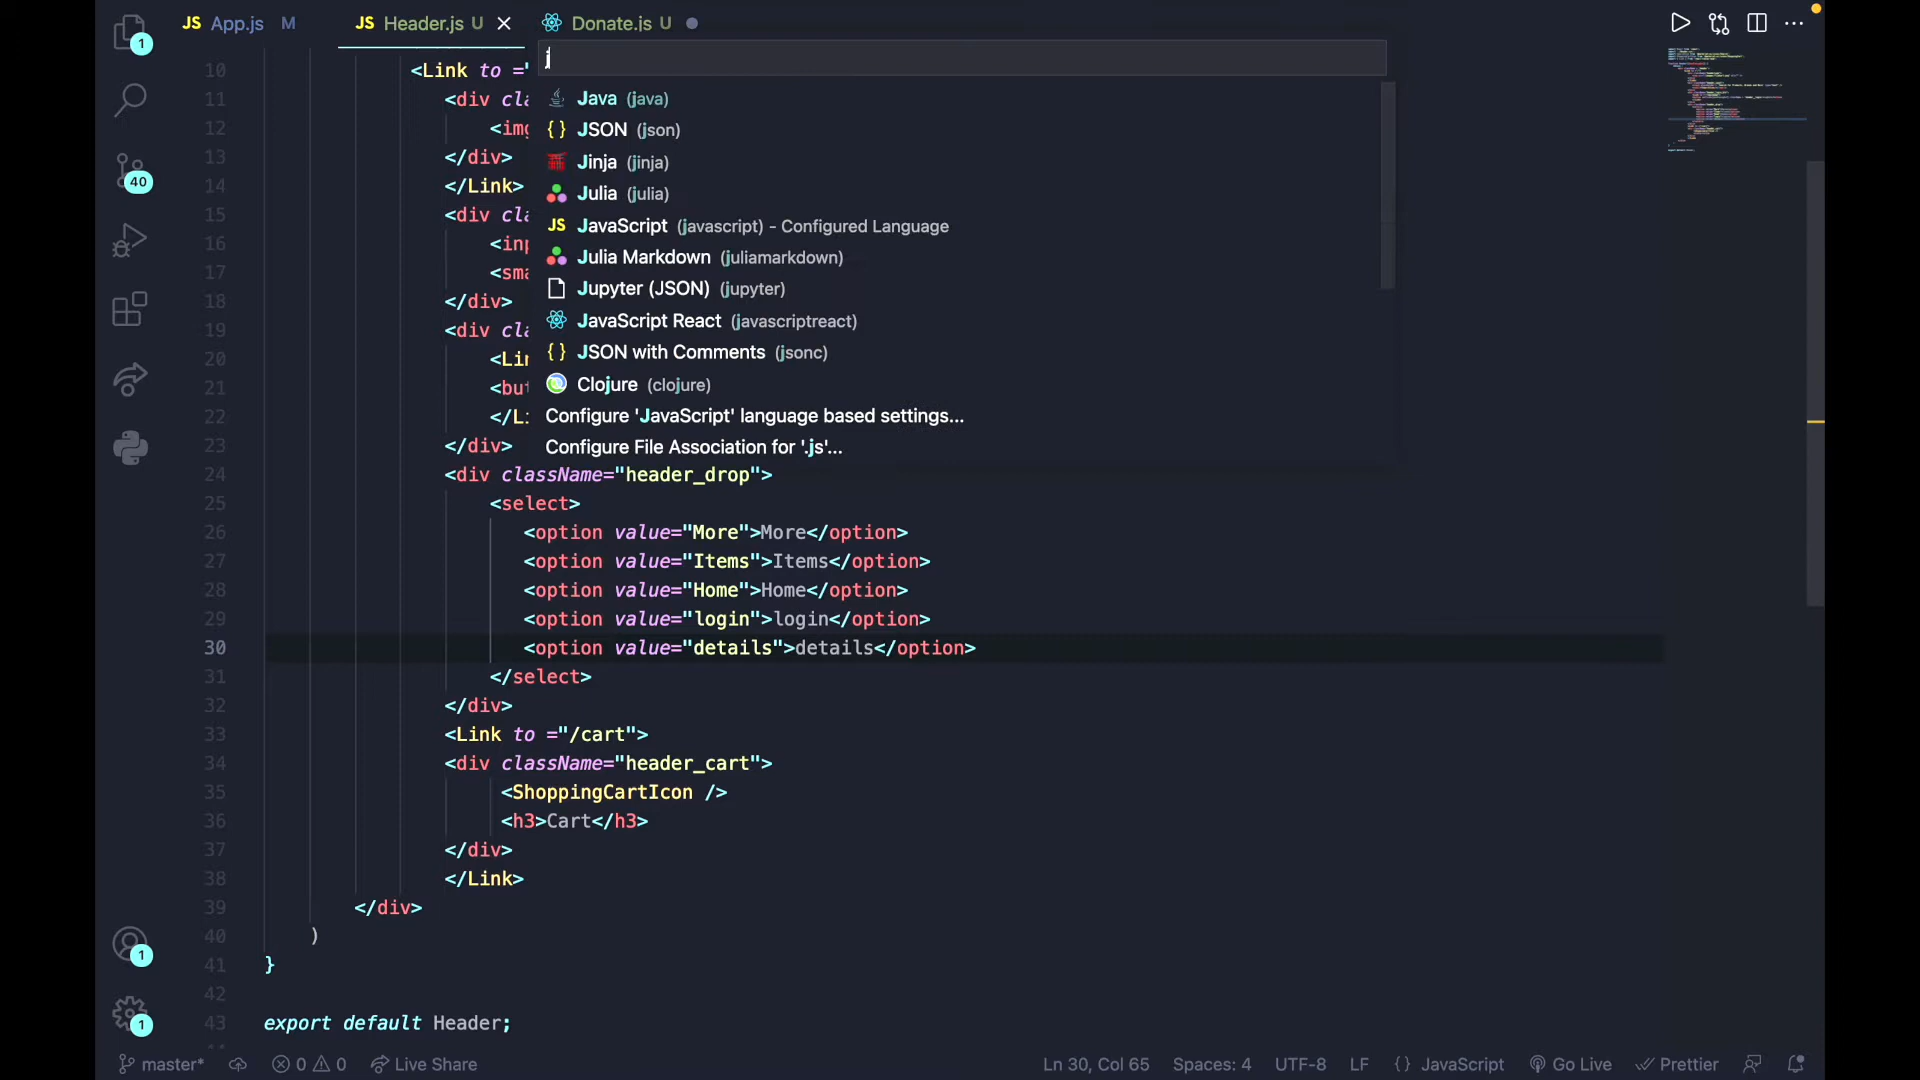 1
JS App.js M
JS Header.js U
Donate.js U
j
Java (java)
JSON (json)
Jinja (jinja)
Julia (julia)
JS JavaScript (javascript) - Configured Language
Julia Markdown (juliamarkdown)
Jupyter (JSON) (jupyter)
JavaScript React (javascriptreact)
{ } JSON with Comments (jsonc)
Clojure (clojure)
Configure 'JavaScript' language based settings...
Configure File Association for '.js'...
10 <Link to ="
11 <div cla
12 <img
13 </div>
14 </Link>
15 <div cla
16 <inp
17 <sma
18 </div>
19 <div cla
20 <Lin
21 <but
22 </Li
23 </div>
24 <div className="header_drop">
25 <select>
26 <option value="More">More</option>
27 <option value="Items">Items</option>
28 <option value="Home">Home</option>
29 <option value="login">login</option>
30 <option value="details">details</option>
31 </select>
32 </div>
33 <Link to ="/cart">
34 <div className="header_cart">
35 <ShoppingCartIcon />
36 <h3>Cart</h3>
37 </div>
38 </Link>
39 </div>
40 )
41 }
42
43 export default Header;
40
1
1
master* 0 0 Live Share
Ln 30, Col 65 Spaces: 4 UTF-8 LF { } JavaScript Go Live Prettier